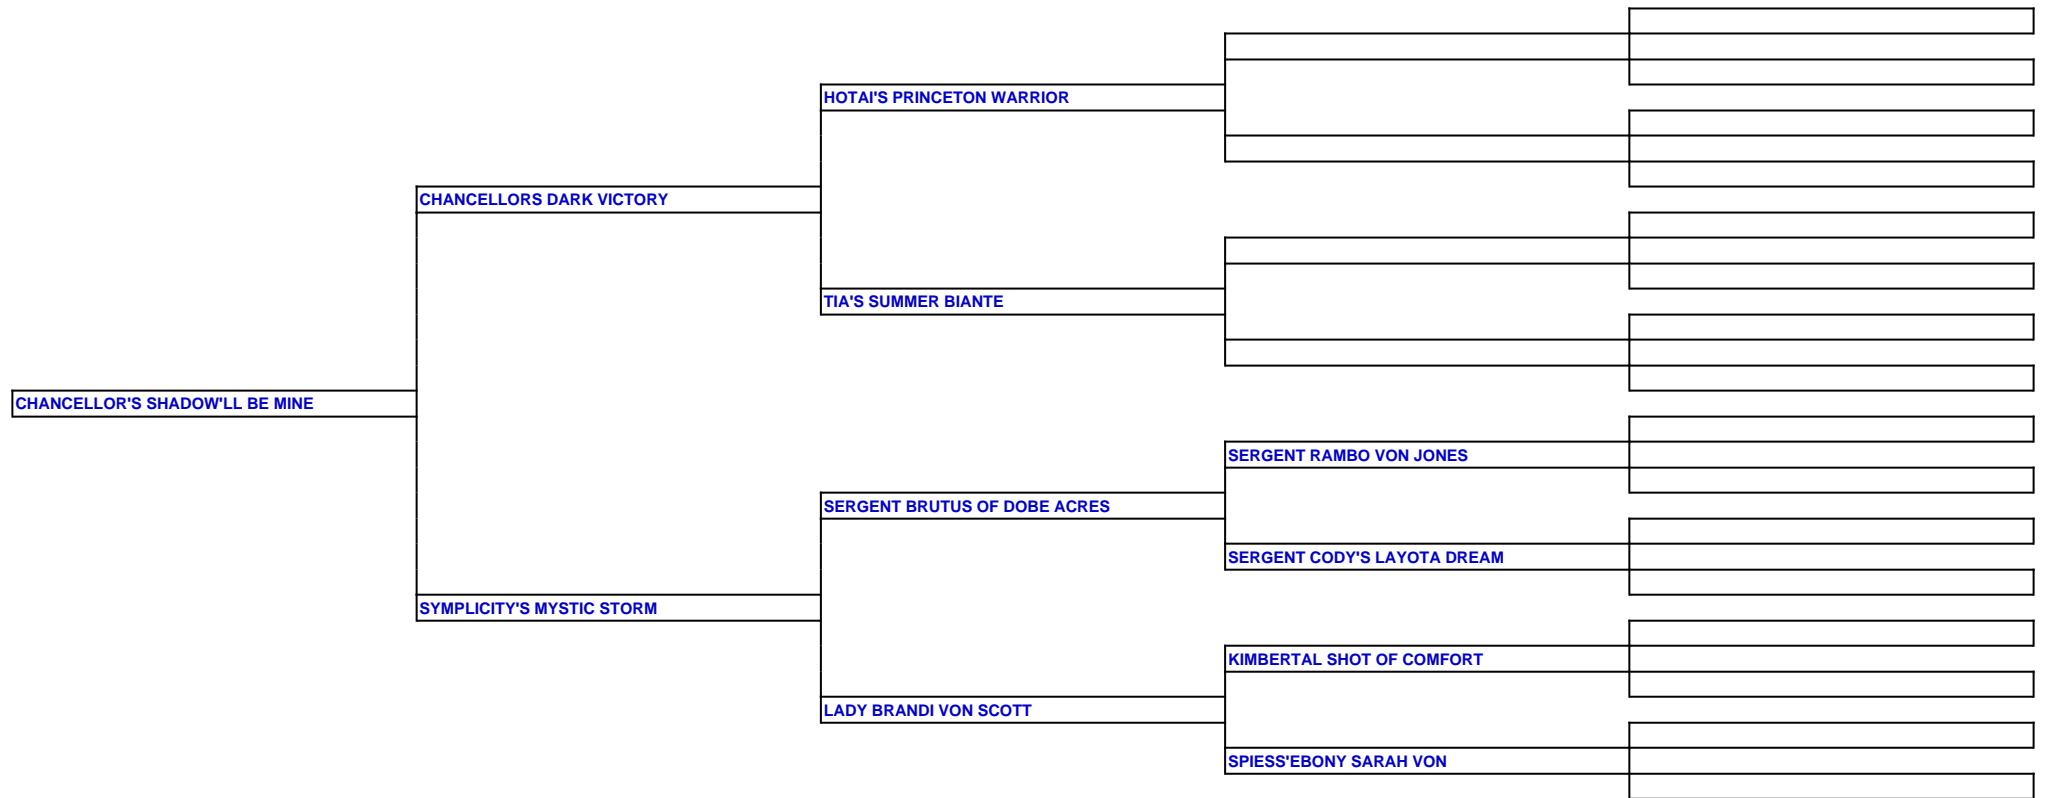 HOTAI'S PRINCETON WARRIOR
CHANCELLORS DARK VICTORY
TIA'S SUMMER BIANTE
CHANCELLOR'S SHADOW'LL BE MINE
SERGENT RAMBO VON JONES
SERGENT BRUTUS OF DOBE ACRES
SERGENT CODY'S LAYOTA DREAM
SYMPLICITY'S MYSTIC STORM
KIMBERTAL SHOT OF COMFORT
LADY BRANDI VON SCOTT
SPIESS'EBONY SARAH VON